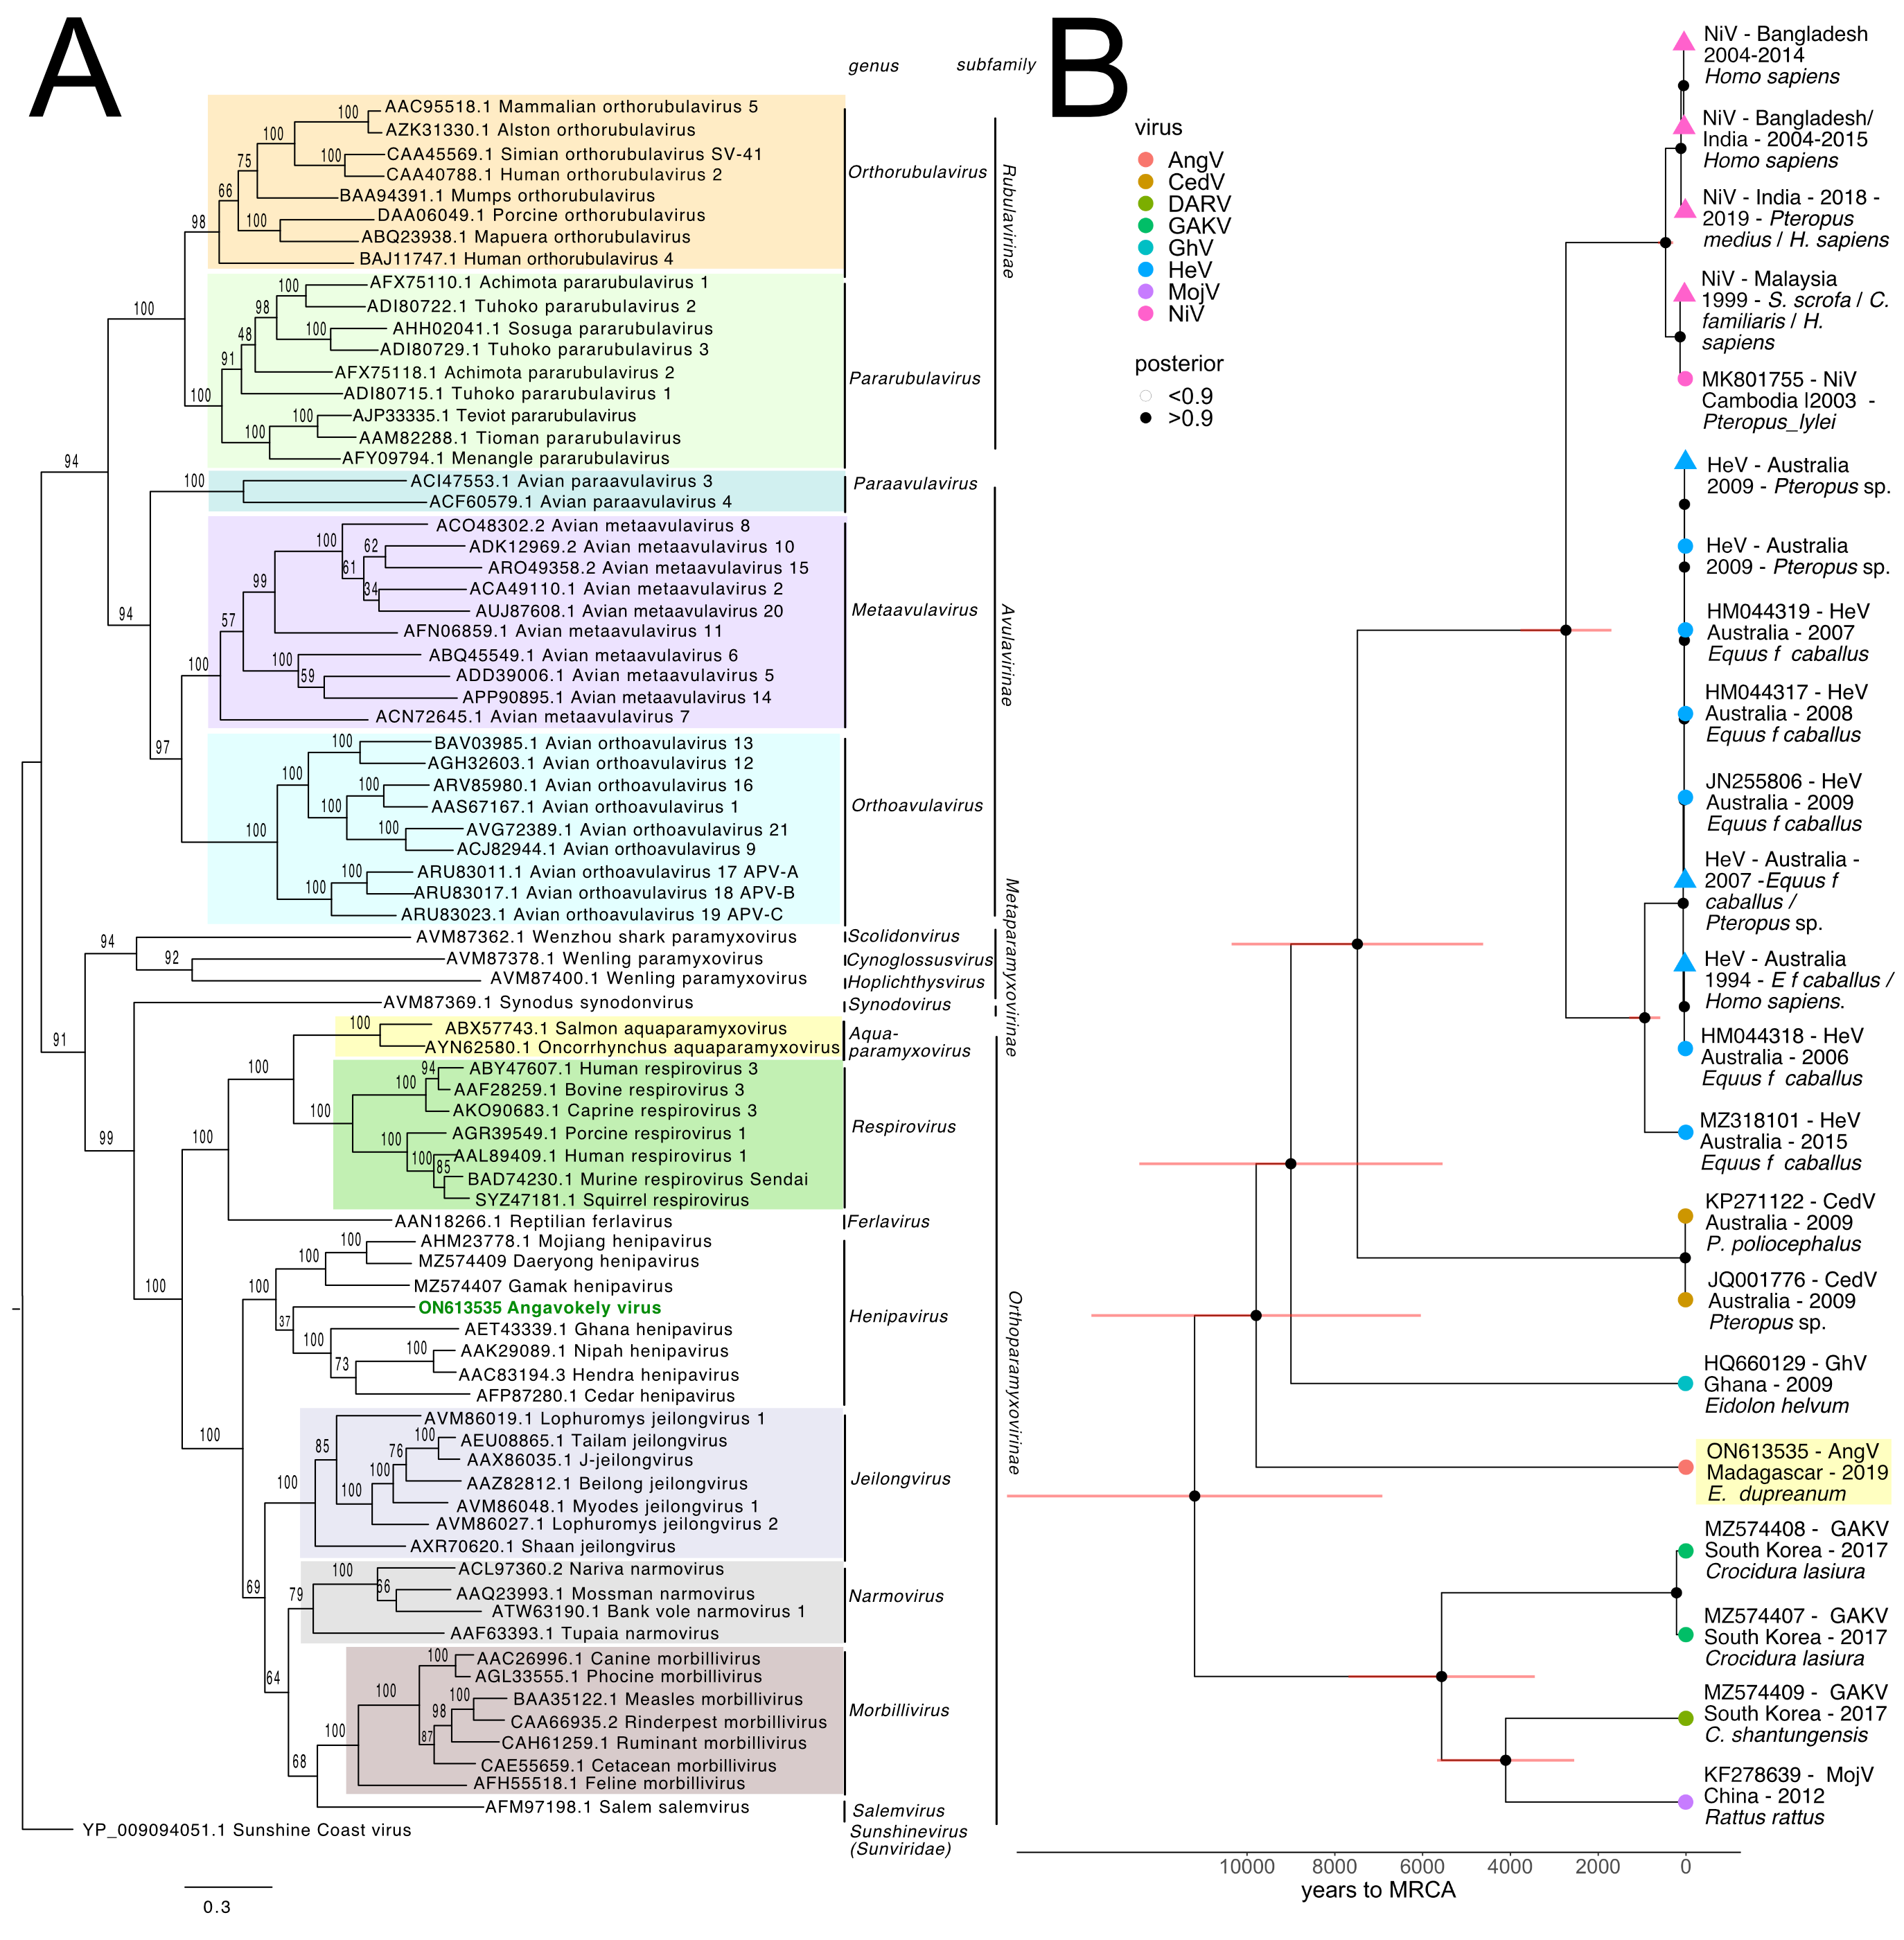 A
genus
subfamily
100
AAC95518.1 Mammalian orthorubulavirus 5
100
AZK31330.1 Alston orthorubulavirus
75
100
CAA45569.1 Simian orthorubulavirus SV-41
CAA40788.1 Human orthorubulavirus 2
66
BAA94391.1 Mumps orthorubulavirus
98
100
DAA06049.1 Porcine orthorubulavirus
ABQ23938.1 Mapuera orthorubulavirus
BAJ11747.1 Human orthorubulavirus 4
Orthorubulavirus
Rubulavirinae
100
100
AFX75110.1 Achimota pararubulavirus 1
98
ADI80722.1 Tuhoko pararubulavirus 2
48
100
AHH02041.1 Sosuga pararubulavirus
ADI80729.1 Tuhoko pararubulavirus 3
91
AFX75118.1 Achimota pararubulavirus 2
100
ADI80715.1 Tuhoko pararubulavirus 1
100
AJP33335.1 Teviot pararubulavirus
100
AAM82288.1 Tioman pararubulavirus
AFY09794.1 Menangle pararubulavirus
Pararubulavirus
94
100
ACI47553.1 Avian paraavulavirus 3
ACF60579.1 Avian paraavulavirus 4
Paraavulavirus
100
ACO48302.2 Avian metaavulavirus 8
62
ADK12969.2 Avian metaavulavirus 10
61
ARO49358.2 Avian metaavulavirus 15
99
34
ACA49110.1 Avian metaavulavirus 2
94
AUJ87608.1 Avian metaavulavirus 20
57
AFN06859.1 Avian metaavulavirus 11
100
100
ABQ45549.1 Avian metaavulavirus 6
59
ADD39006.1 Avian metaavulavirus 5
APP90895.1 Avian metaavulavirus 14
ACN72645.1 Avian metaavulavirus 7
Metaavulavirus
Avulavirinae
97
100
BAV03985.1 Avian orthoavulavirus 13
100
AGH32603.1 Avian orthoavulavirus 12
100
ARV85980.1 Avian orthoavulavirus 16
100
AAS67167.1 Avian orthoavulavirus 1
100
100
AVG72389.1 Avian orthoavulavirus 21
ACJ82944.1 Avian orthoavulavirus 9
100
ARU83011.1 Avian orthoavulavirus 17 APV-A
100
ARU83017.1 Avian orthoavulavirus 18 APV-B
ARU83023.1 Avian orthoavulavirus 19 APV-C
Orthoavulavirus
94
AVM87362.1 Wenzhou shark paramyxovirus
Scolidonvirus
92
AVM87378.1 Wenling paramyxovirus
Cynoglossusvirus
AVM87400.1 Wenling paramyxovirus
Hoplichthysvirus
Metaparamyxovirinae
AVM87369.1 Synodus synodonvirus
Synodovirus
91
100
ABX57743.1 Salmon aquaparamyxovirus
AYN62580.1 Oncorrhynchus aquaparamyxovirus
Aqua-
paramyxovirus
100
94
ABY47607.1 Human respirovirus 3
100
AAF28259.1 Bovine respirovirus 3
100
AKO90683.1 Caprine respirovirus 3
99
100
100
AGR39549.1 Porcine respirovirus 1
100
AAL89409.1 Human respirovirus 1
85
BAD74230.1 Murine respirovirus Sendai
SYZ47181.1 Squirrel respirovirus
Respirovirus
AAN18266.1 Reptilian ferlavirus
Ferlavirus
100
100
100
AHM23778.1 Mojiang henipavirus
MZ574409 Daeryong henipavirus
100
MZ574407 Gamak henipavirus
37
ON613535 Angavokely virus
100
AET43339.1 Ghana henipavirus
73
100
AAK29089.1 Nipah henipavirus
AAC83194.3 Hendra henipavirus
AFP87280.1 Cedar henipavirus
Henipavirus
Orthoparamyxovirinae
100
85
AVM86019.1 Lophuromys jeilongvirus 1
100
AEU08865.1 Tailam jeilongvirus
76
AAX86035.1 J-jeilongvirus
100
100
AAZ82812.1 Beilong jeilongvirus
100
AVM86048.1 Myodes jeilongvirus 1
AVM86027.1 Lophuromys jeilongvirus 2
AXR70620.1 Shaan jeilongvirus
Jeilongvirus
69
79
100
ACL97360.2 Nariva narmovirus
66
AAQ23993.1 Mossman narmovirus
ATW63190.1 Bank vole narmovirus 1
AAF63393.1 Tupaia narmovirus
Narmovirus
64
100
AAC26996.1 Canine morbillivirus
100
AGL33555.1 Phocine morbillivirus
100
BAA35122.1 Measles morbillivirus
98
CAA66935.2 Rinderpest morbillivirus
100
87
CAH61259.1 Ruminant morbillivirus
68
CAE55659.1 Cetacean morbillivirus
AFH55518.1 Feline morbillivirus
Morbillivirus
AFM97198.1 Salem salemvirus
Salemvirus
YP_009094051.1 Sunshine Coast virus
Sunshinevirus
(Sunviridae)
0.3
B
virus
AngV
CedV
DARV
GAKV
GhV
HeV
MojV
NiV
posterior
<0.9
>0.9
NiV - Bangladesh
2004-2014
Homo sapiens
NiV - Bangladesh/
India - 2004-2015
Homo sapiens
NiV - India - 2018 -
2019 - Pteropus
medius / H. sapiens
NiV - Malaysia
1999 - S. scrofa / C.
familiaris / H.
sapiens
MK801755 - NiV
Cambodia l2003 -
Pteropus_lylei
HeV - Australia
2009 - Pteropus sp.
HeV - Australia
2009 - Pteropus sp.
HM044319 - HeV
Australia - 2007
Equus f caballus
HM044317 - HeV
Australia - 2008
Equus f caballus
JN255806 - HeV
Australia - 2009
Equus f caballus
HeV - Australia -
2007 -Equus f
caballus /
Pteropus sp.
HeV - Australia
1994 - E f caballus /
Homo sapiens.
HM044318 - HeV
Australia - 2006
Equus f caballus
MZ318101 - HeV
Australia - 2015
Equus f caballus
KP271122 - CedV
Australia - 2009
P. poliocephalus
JQ001776 - CedV
Australia - 2009
Pteropus sp.
HQ660129 - GhV
Ghana - 2009
Eidolon helvum
ON613535 - AngV
Madagascar - 2019
E. dupreanum
MZ574408 - GAKV
South Korea - 2017
Crocidura lasiura
MZ574407 - GAKV
South Korea - 2017
Crocidura lasiura
MZ574409 - GAKV
South Korea - 2017
C. shantungensis
KF278639 - MojV
China - 2012
Rattus rattus
10000 8000 6000 4000 2000 0
years to MRCA